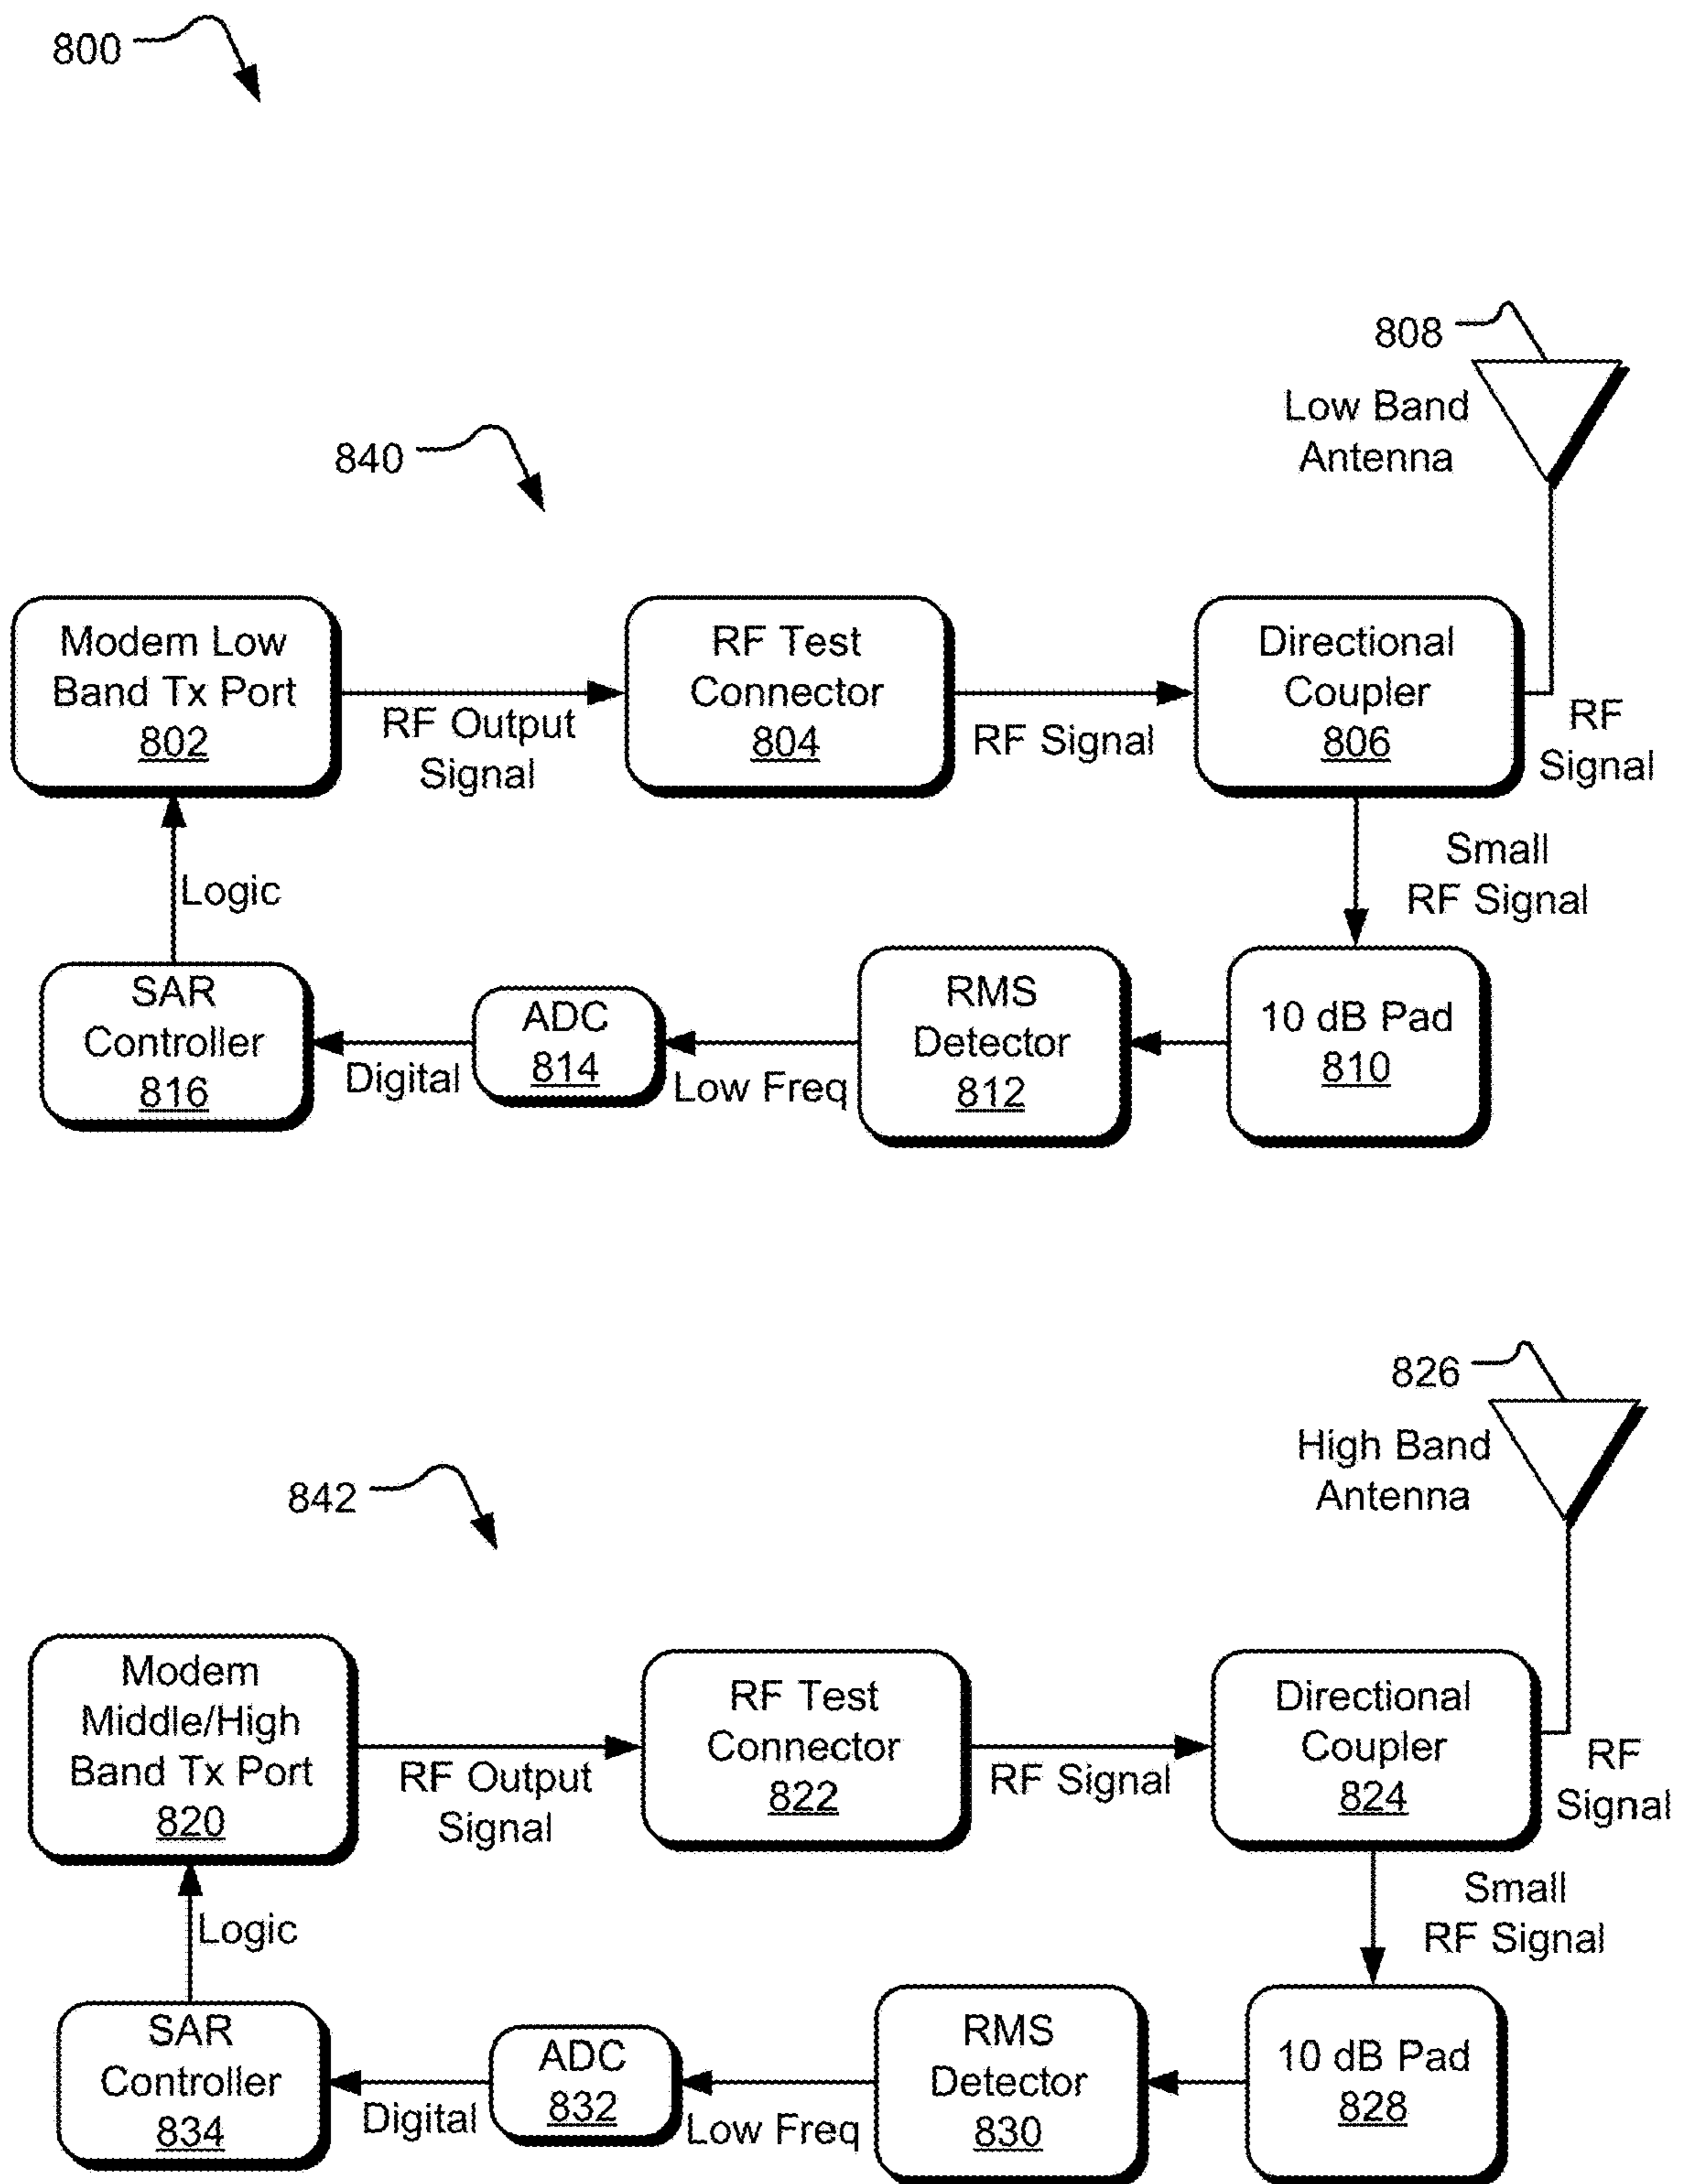 800
808
Low Band
Antenna
840
Modem Low
Band Tx Port
802
RF Output
Signal
RF Test
Connector
804
RF Signal
Directional
Coupler
806
RF
Signal
Small
RF Signal
Logic
SAR
Controller
816
Digital
ADC
814
Low Freq
RMS
Detector
812
10 dB Pad
810
826
High Band
Antenna
842
Modem
Middle/High
Band Tx Port
820
RF Output
Signal
RF Test
Connector
822
RF Signal
Directional
Coupler
824
RF
Signal
Small
RF Signal
Logic
SAR
Controller
834
Digital
ADC
832
Low Freq
RMS
Detector
830
10 dB Pad
828